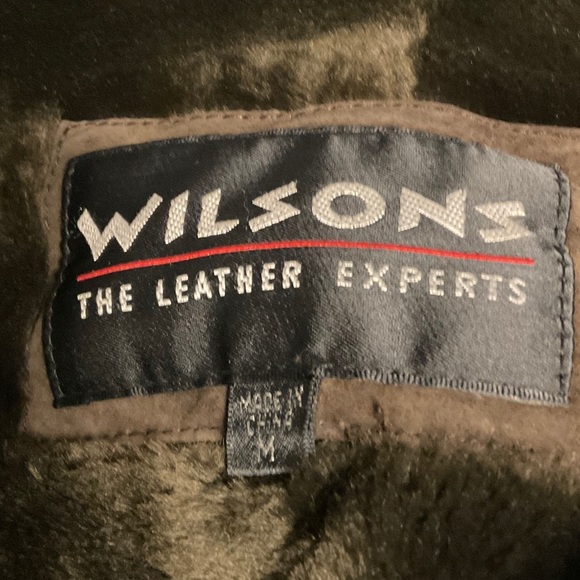 WILSONS
THE LEATHER EXPERTS
MADE IN
CHINA
M